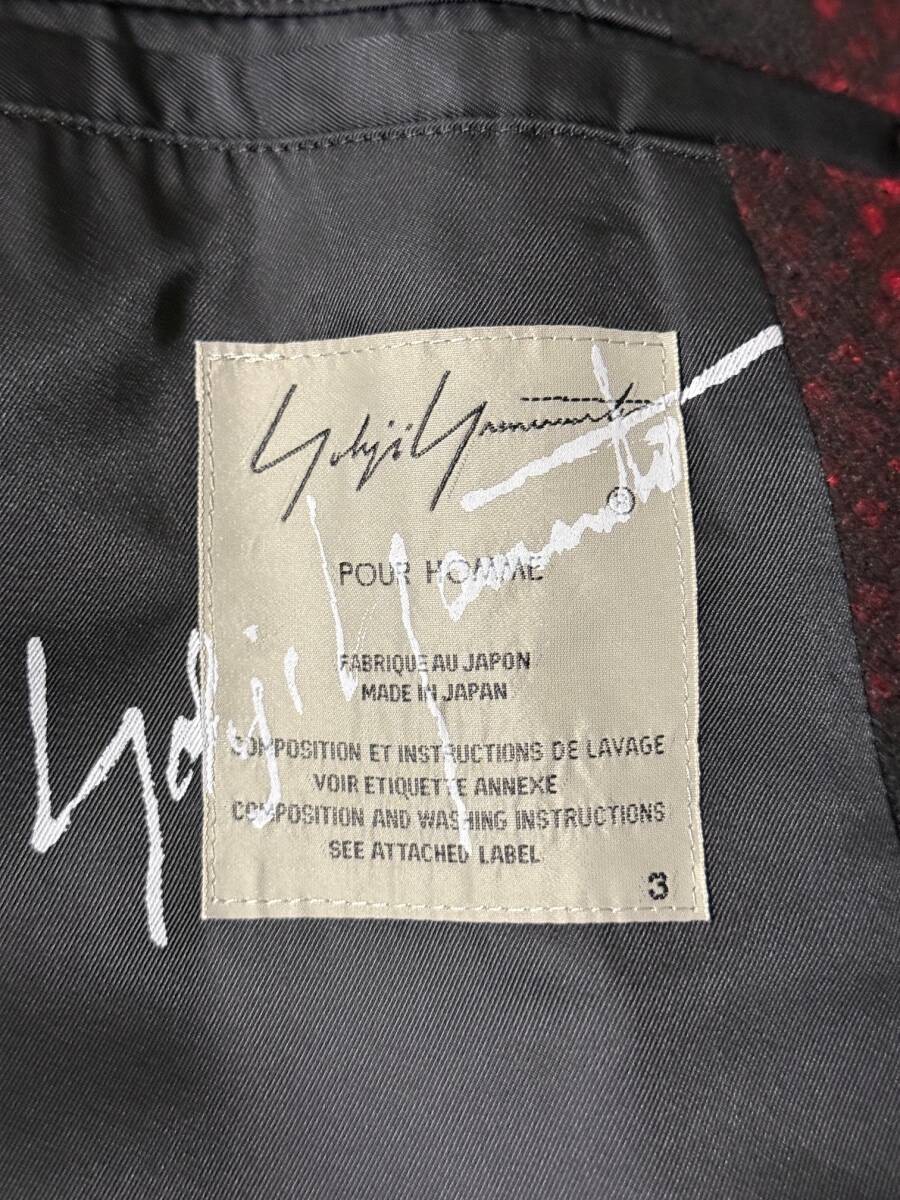 Yohji Yamamoto
®
POUR HOMME
Yohji Yamamoto
FABRIQUE AU JAPON
MADE IN JAPAN
COMPOSITION ET INSTRUCTIONS DE LAVAGE
VOIR ETIQUETTE ANNEXE
COMPOSITION AND WASHING INSTRUCTIONS
SEE ATTACHED LABEL
3